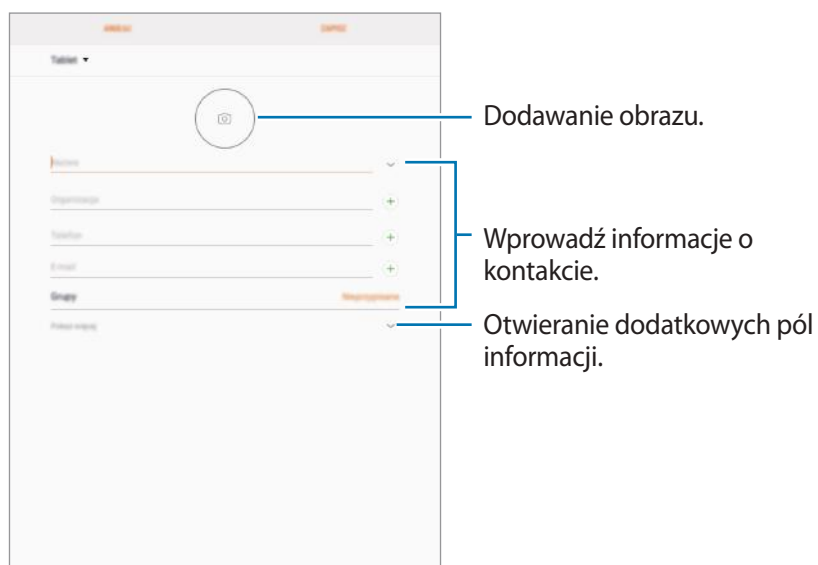 ANULUJ ZAPISZ
Tablet
Dodawanie obrazu.
Nazwa
Organizacja
Telefon
Wprowadź informacje o
kontakcie.
E-mail
Grupy Nieprzypisane
Pokaż więcej
Otwieranie dodatkowych pól
informacji.